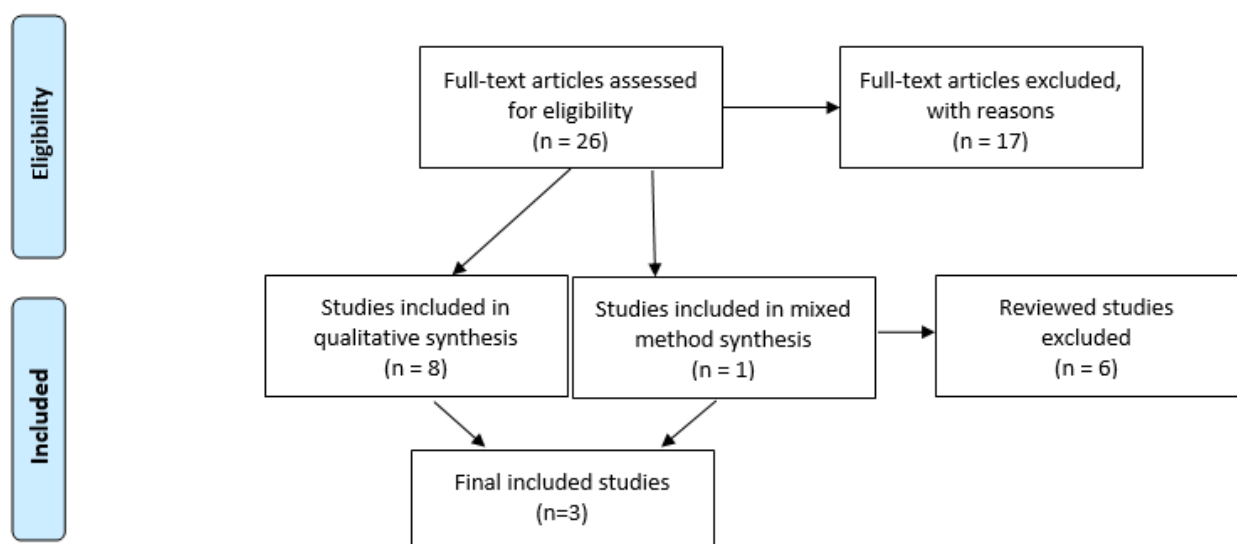 Eligibility
Full-text articles assessed
for eligibility
(n = 26)
Full-text articles excluded,
with reasons
(n = 17)
Included
Studies included in
qualitative synthesis
(n = 8)
Studies included in mixed
method synthesis
(n = 1)
Reviewed studies
excluded
(n = 6)
Final included studies
(n=3)